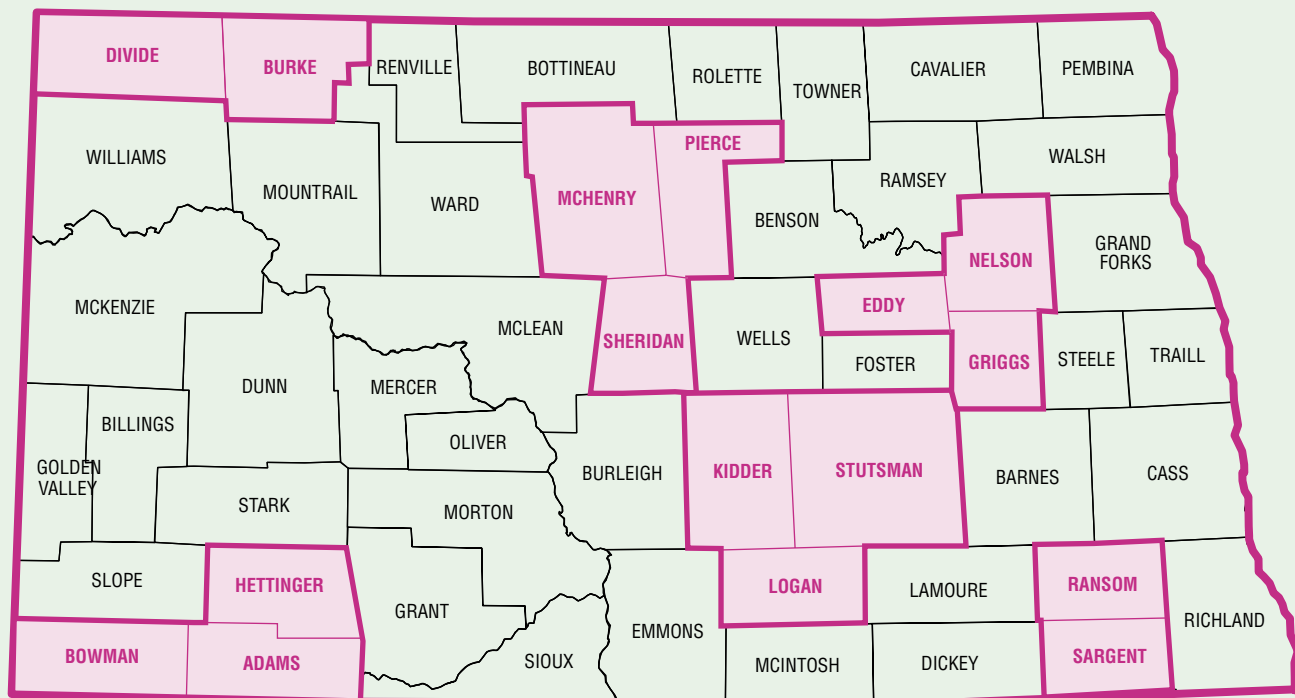 DIVIDE
BURKE
RENVILLE
BOTTINEAU
ROLETTE
TOWNER
CAVALIER
PEMBINA
WILLIAMS
MOUNTRAIL
WARD
MCHENRY
PIERCE
BENSON
RAMSEY
WALSH
NELSON
GRAND
FORKS
MCKENZIE
DUNN
MERCER
OLIVER
MCLEAN
SHERIDAN
WELLS
EDDY
FOSTER
GRIGGS
STEELE
TRAILL
GOLDEN
VALLEY
BILLINGS
STARK
MORTON
BURLEIGH
KIDDER
STUTSMAN
BARNES
CASS
SLOPE
HETTINGER
GRANT
EMMONS
LOGAN
LAMOURE
RANSOM
RICHLAND
BOWMAN
ADAMS
SIOUX
MCINTOSH
DICKEY
SARGENT